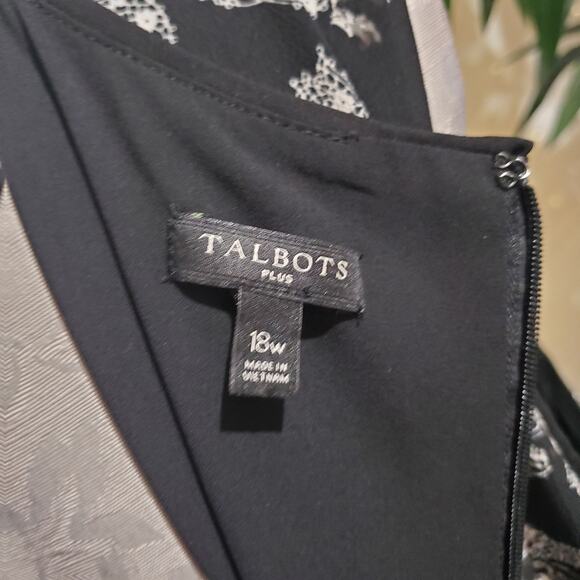 TALBOTS
PLUS
18W
MADE IN
VIETNAM